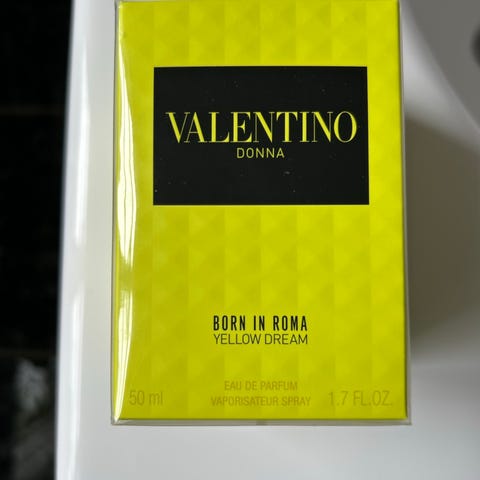 VALENTINO
DONNA
BORN IN ROMA
YELLOW DREAM
EAU DE PARFUM
50 ml VAPORISATEUR SPRAY 1.7 FL.OZ.